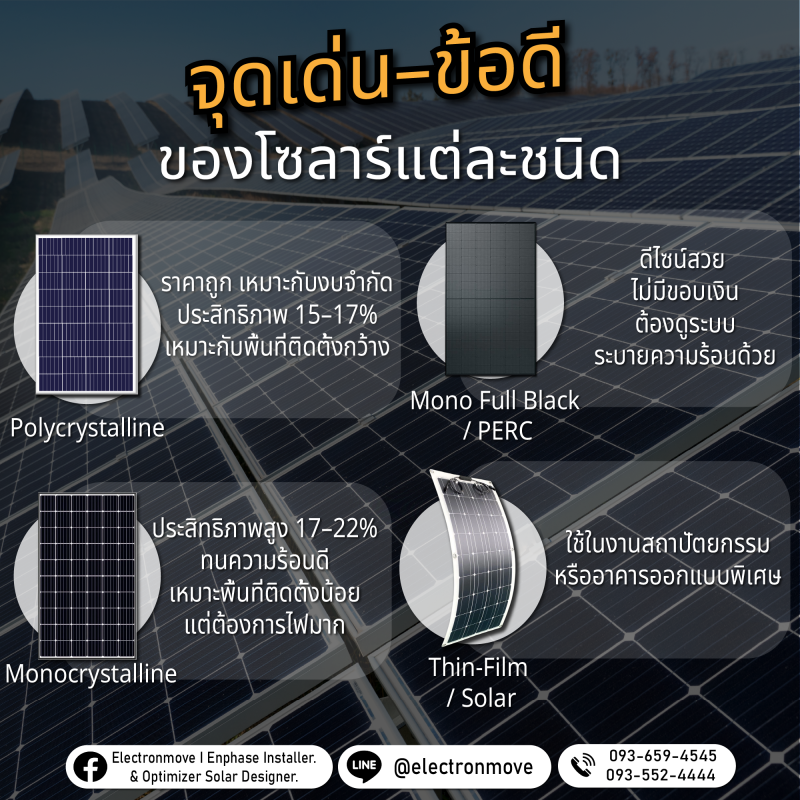 จุดเด่น–ข้อดี
ของโซลาร์แต่ละชนิด
ราคาถูก เหมาะกับงบจำกัด
ประสิทธิภาพ 15–17%
เหมาะกับพื้นที่ติดตั้งกว้าง
Polycrystalline
ดีไซน์สวย
ไม่มีขอบเงิน
ต้องดูระบบ
ระบายความร้อนด้วย
Mono Full Black
/ PERC
ประสิทธิภาพสูง 17–22%
ทนความร้อนดี
เหมาะพื้นที่ติดตั้งน้อย
แต่ต้องการไฟมาก
Monocrystalline
ใช้ในงานสถาปัตยกรรม
หรืออาคารออกแบบพิเศษ
Thin-Film
/ Solar
Electronmove I Enphase Installer.
& Optimizer Solar Designer.
LINE
@electronmove
093-659-4545
093-552-4444